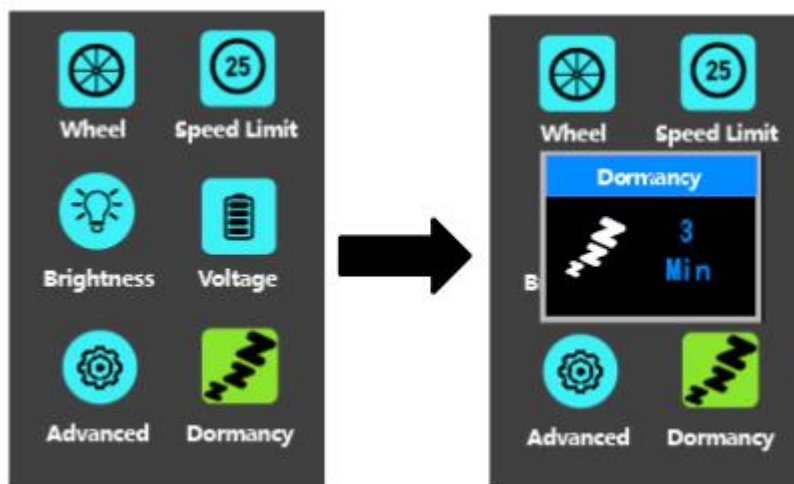 25
Wheel Speed Limit
Brightness Voltage
Advanced Dormancy
25
Wheel Speed Limit
Dormancy
3
Min
B
Advanced Dormancy